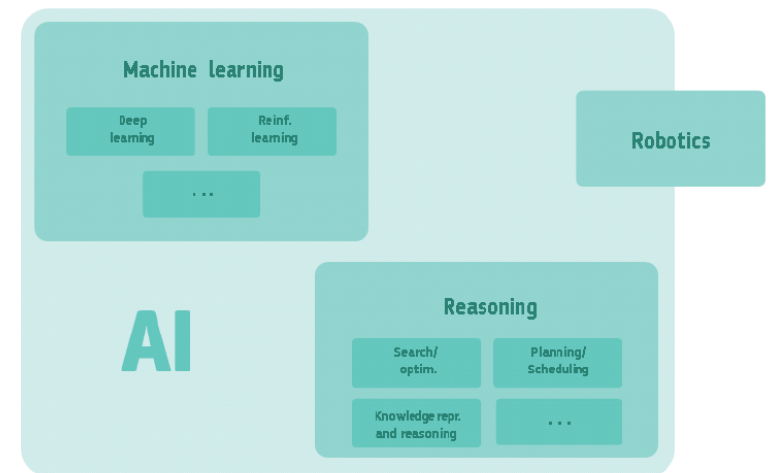 Machine learning
Deep
learning
Reinf.
learning
...
Robotics
AI
Reasoning
Search/
optim.
Planning/
Scheduling
Knowledge repr.
and reasoning
...